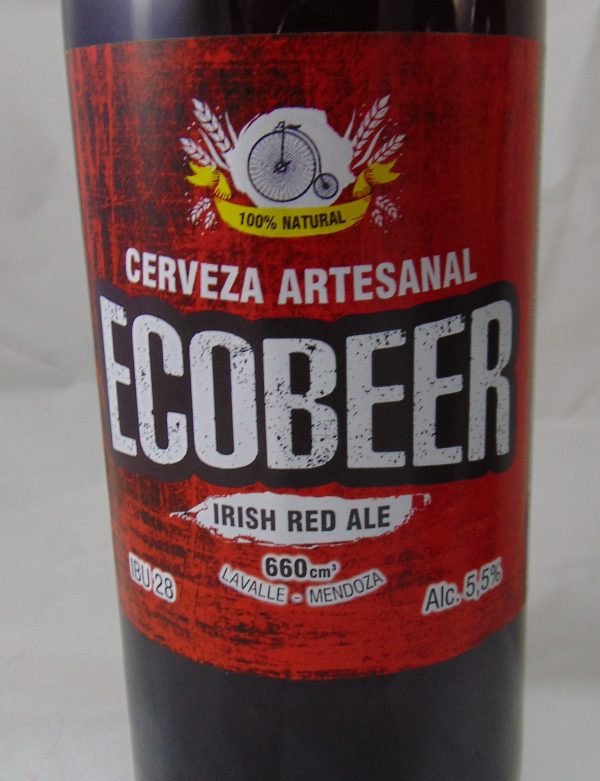 100% NATURAL
CERVEZA ARTESANAL
ECOBEER
IRISH RED ALE
660cm³
LAVALLE - MENDOZA
IBU 28
Alc. 5,5%